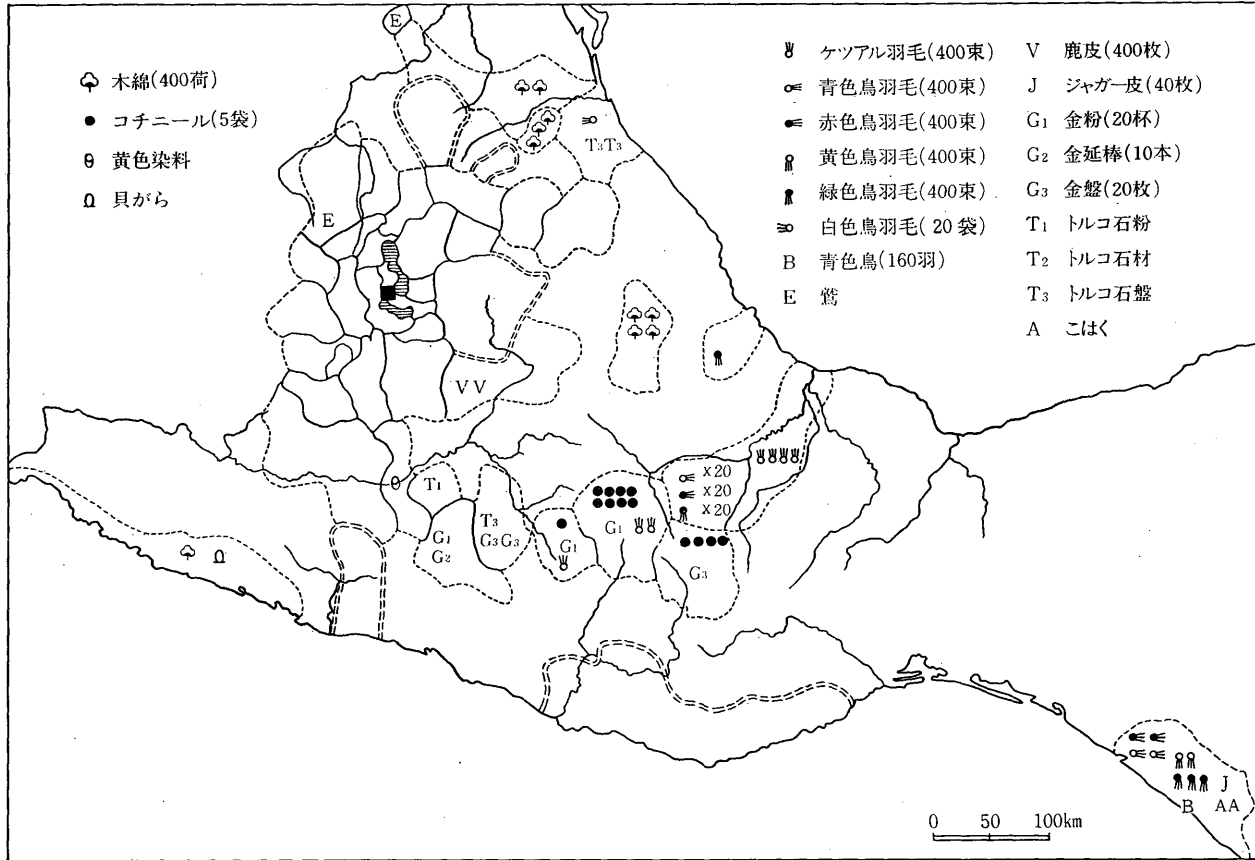 木綿(400荷)
コチニール(5袋)
黄色染料
貝がら
ケツアル羽毛(400束)
青色鳥羽毛(400束)
赤色鳥羽毛(400束)
黄色鳥羽毛(400束)
緑色鳥羽毛(400束)
白色鳥羽毛(20袋)
B 青色鳥(160羽)
E 鷲
V 鹿皮(400枚)
J ジャガー皮(40枚)
G₁ 金粉(20杯)
G₂ 金延棒(10本)
G₃ 金盤(20枚)
T₁ トルコ石粉
T₂ トルコ石材
T₃ トルコ石盤
A こはく
E
T₃T₃
E
VV
T₁
G₁
G₂
T₃
G₃G₃
G₁
G₁
×20
×20
×20
G₃
J
B AA
0 50 100km